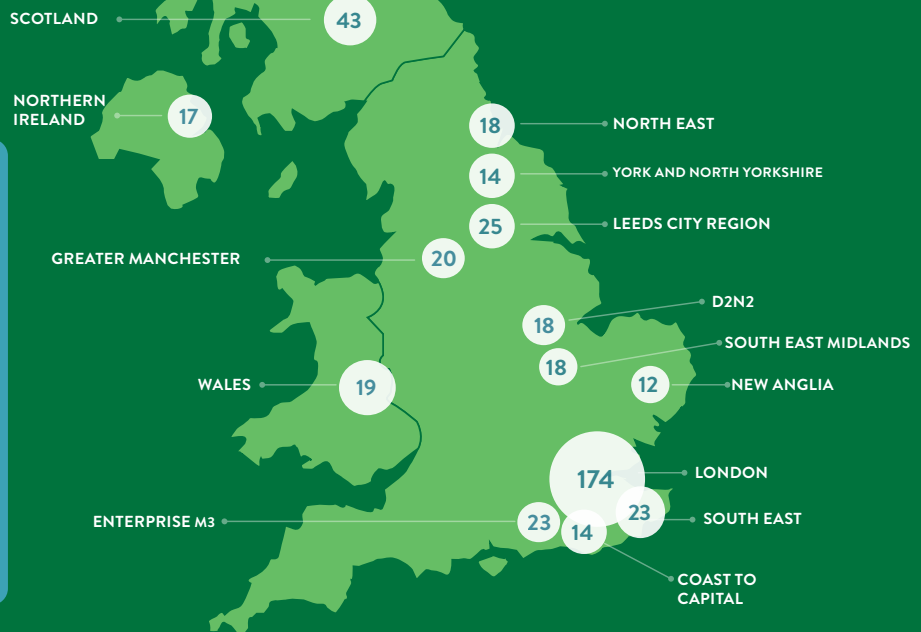 SCOTLAND
43
NORTHERN
IRELAND
17
18
NORTH EAST
14
YORK AND NORTH YORKSHIRE
25
LEEDS CITY REGION
GREATER MANCHESTER
20
18
D2N2
18
SOUTH EAST MIDLANDS
WALES
19
12
NEW ANGLIA
174
LONDON
ENTERPRISE M3
23
14
23
SOUTH EAST
COAST TO
CAPITAL